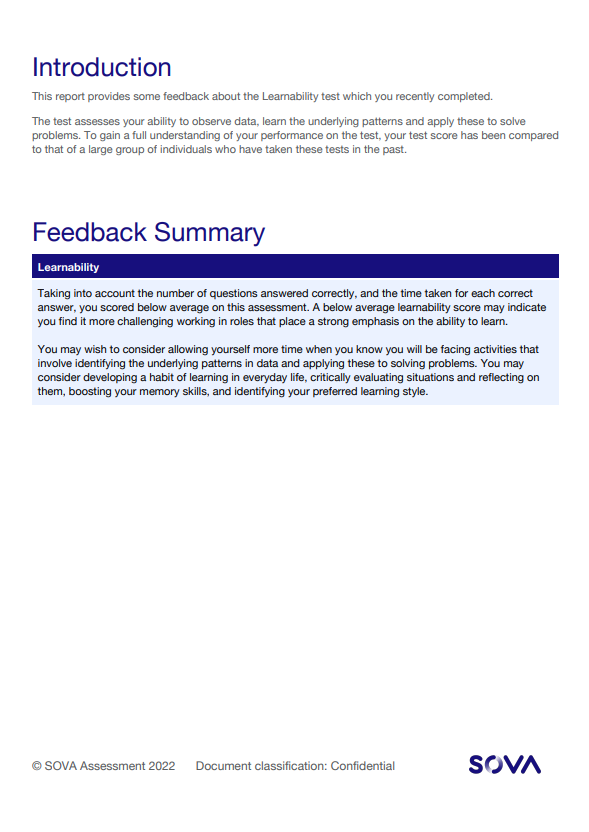 Introduction
This report provides some feedback about the Learnability test which you recently completed.
The test assesses your ability to observe data, learn the underlying patterns and apply these to solve
problems. To gain a full understanding of your performance on the test, your test score has been compared
to that of a large group of individuals who have taken these tests in the past.
Feedback Summary
Learnability
Taking into account the number of questions answered correctly, and the time taken for each correct
answer, you scored below average on this assessment. A below average learnability score may indicate
you find it more challenging working in roles that place a strong emphasis on the ability to learn.
You may wish to consider allowing yourself more time when you know you will be facing activities that
involve identifying the underlying patterns in data and applying these to solving problems. You may
consider developing a habit of learning in everyday life, critically evaluating situations and reflecting on
them, boosting your memory skills, and identifying your preferred learning style.
© SOVA Assessment 2022 Document classification: Confidential
SOVA